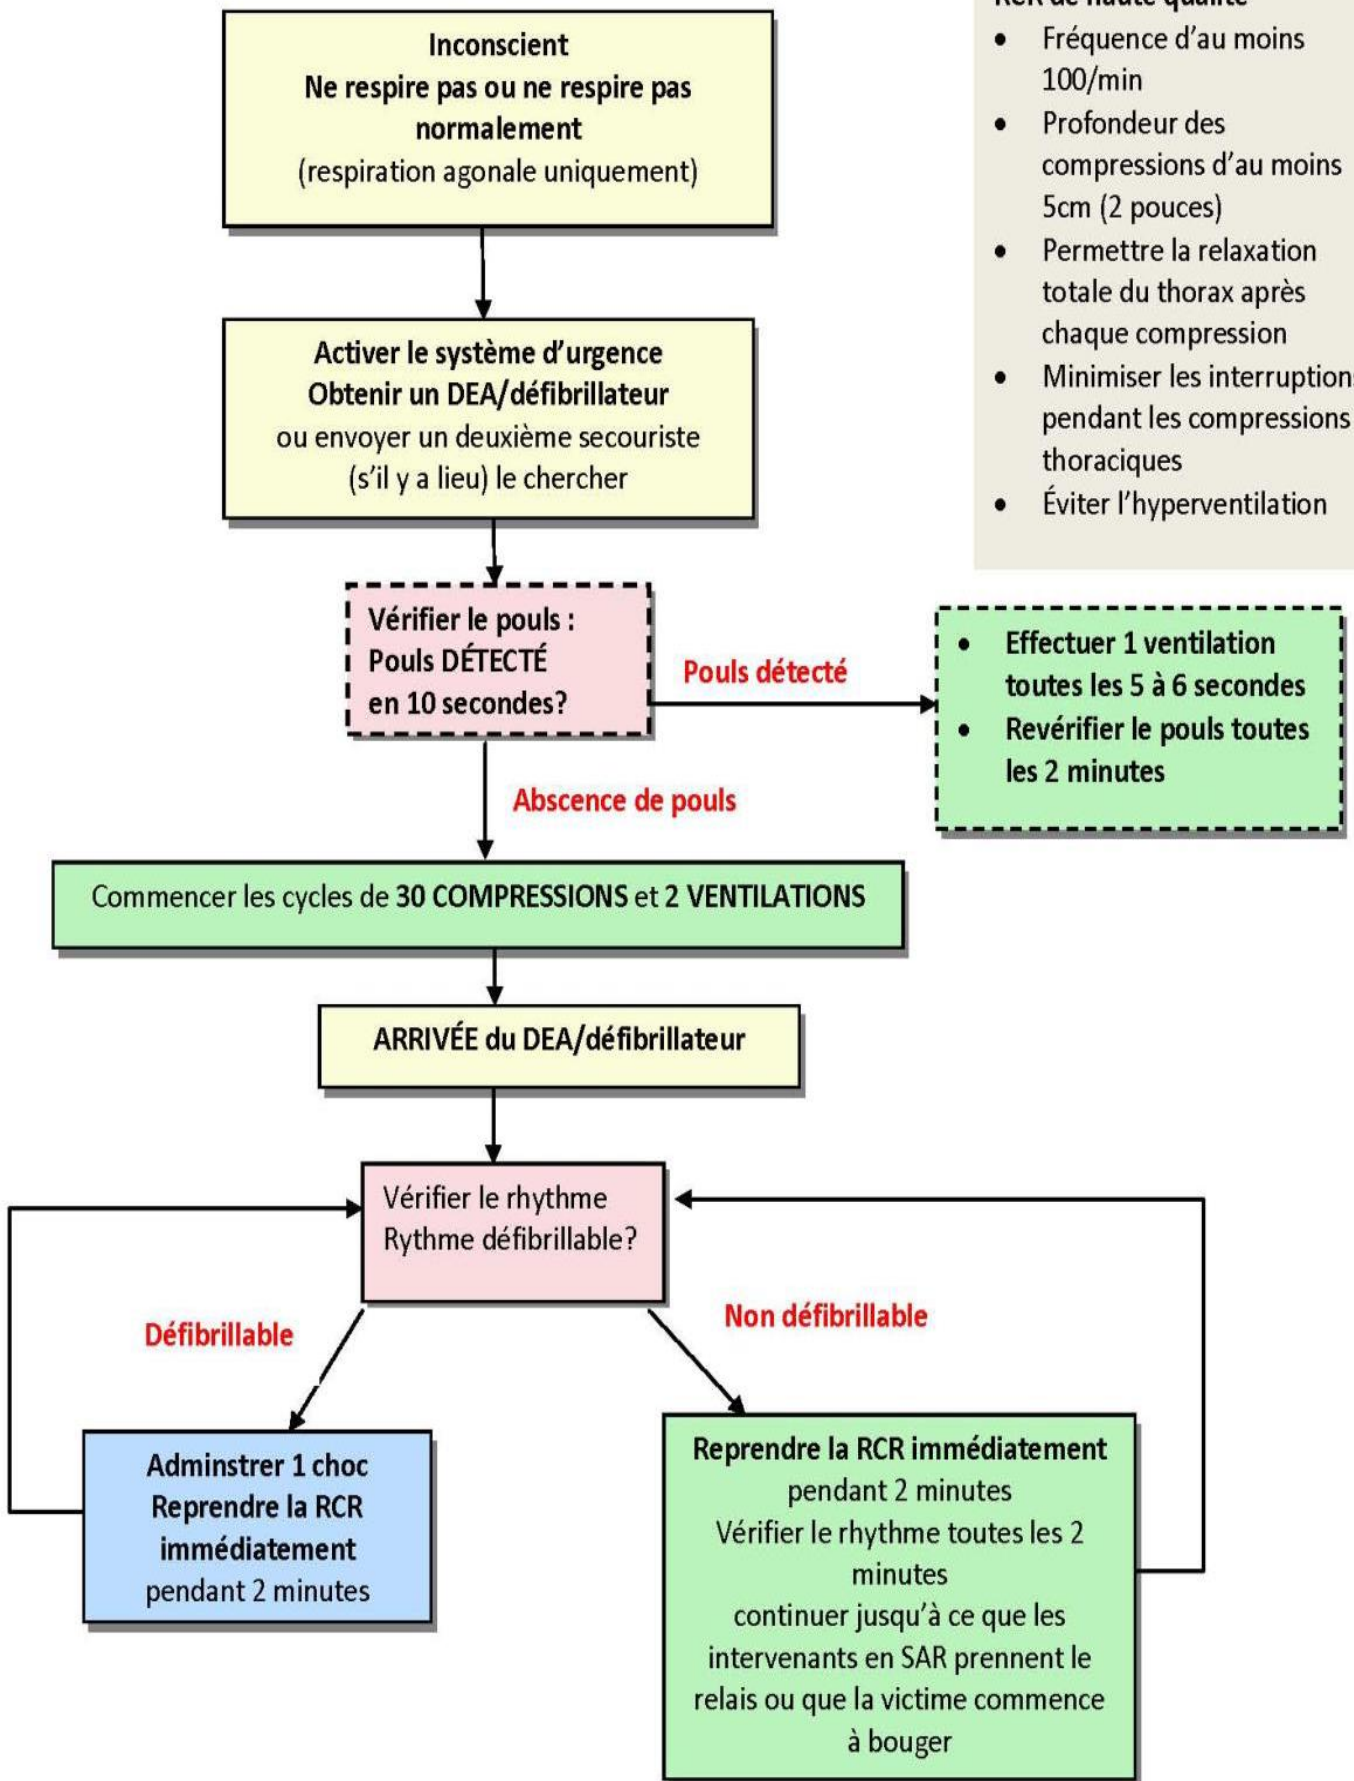 Inconscient
Ne respire pas ou ne respire pas
normalement
(respiration agonale uniquement)
RCR de haute qualité
• Fréquence d'au moins
100/min
• Profondeur des
compressions d'au moins
5cm (2 pouces)
• Permettre la relaxation
totale du thorax après
chaque compression
• Minimiser les interruptions
pendant les compressions
thoraciques
• Éviter l'hyperventilation
Activer le système d'urgence
Obtenir un DEA/défibrillateur
ou envoyer un deuxième secouriste
(s'il y a lieu) le chercher
Vérifier le pouls :
Pouls DÉTECTÉ
en 10 secondes?
Pouls détecté
• Effectuer 1 ventilation
toutes les 5 à 6 secondes
• Revérifier le pouls toutes
les 2 minutes
Abscence de pouls
Commencer les cycles de 30 COMPRESSIONS et 2 VENTILATIONS
ARRIVÉE du DEA/défibrillateur
Vérifier le rhythme
Rythme défibrillable?
Défibrillable
Non défibrillable
Adminstrer 1 choc
Reprendre la RCR
immédiatement
pendant 2 minutes
Reprendre la RCR immédiatement
pendant 2 minutes
Vérifier le rhythme toutes les 2
minutes
continuer jusqu'à ce que les
intervenants en SAR prennent le
relais ou que la victime commence
à bouger